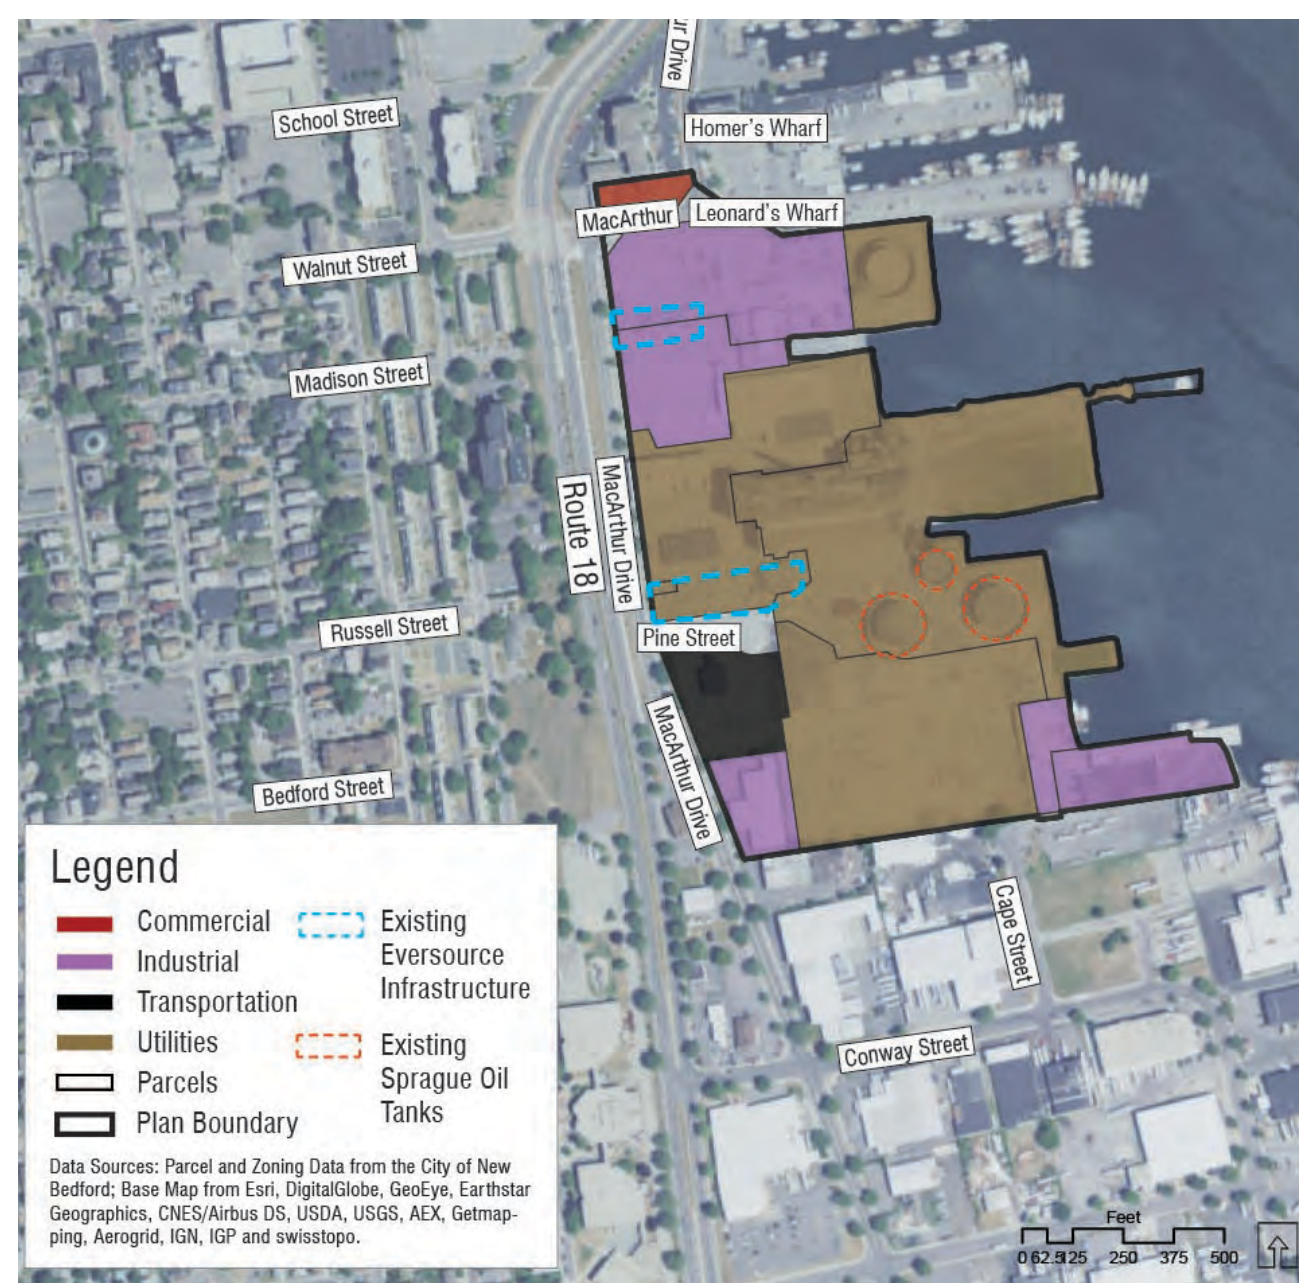 ur Drive
School Street
Homer's Wharf
MacArthur
Leonard's Wharf
Walnut Street
Madison Street
Route 18
MacArthur Drive
Russell Street
Pine Street
MacArthur Drive
Bedford Street
Cape Street
Conway Street
Legend
Commercial
Industrial
Transportation
Utilities
Parcels
Plan Boundary
Existing
Eversource
Infrastructure
Existing
Sprague Oil
Tanks
Data Sources: Parcel and Zoning Data from the City of New
Bedford; Base Map from Esri, DigitalGlobe, GeoEye, Earthstar
Geographics, CNES/Airbus DS, USDA, USGS, AEX, Getmap-
ping, Aerogrid, IGN, IGP and swisstopo.
Feet
0 62.5 125 250 375 500